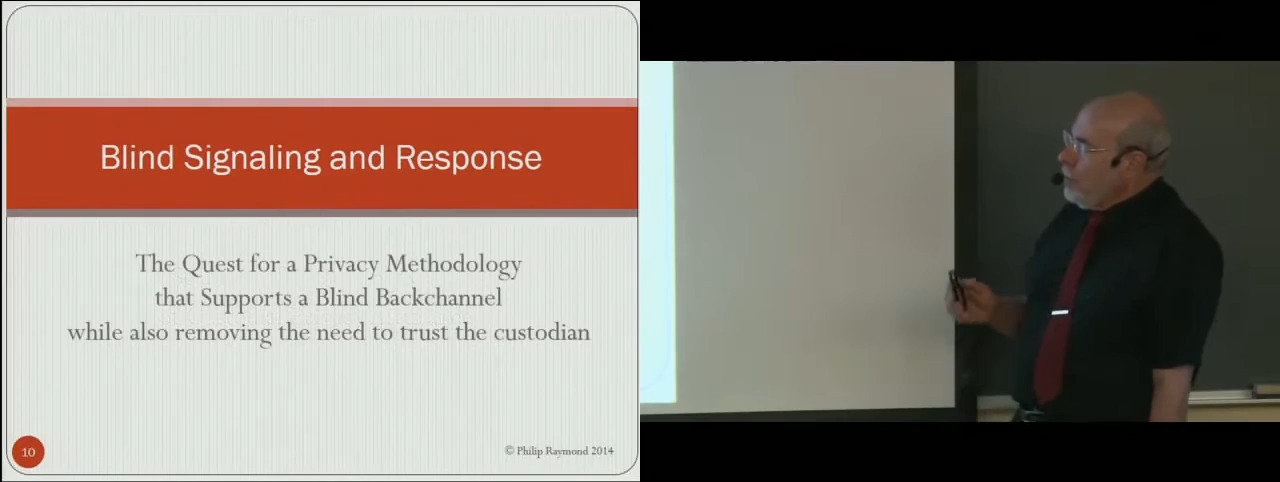 Blind Signaling and Response
The Quest for a Privacy Methodology
that Supports a Blind Backchannel
while also removing the need to trust the custodian
10
© Philip Raymond 2014